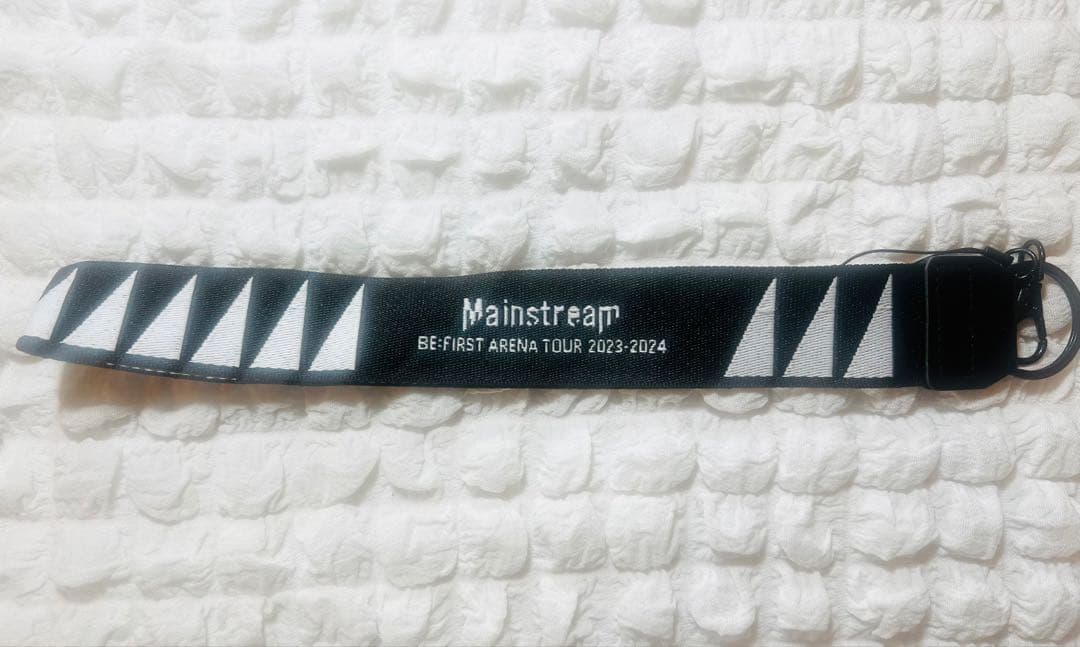 Mainstream
BE:FIRST ARENA TOUR 2023-2024